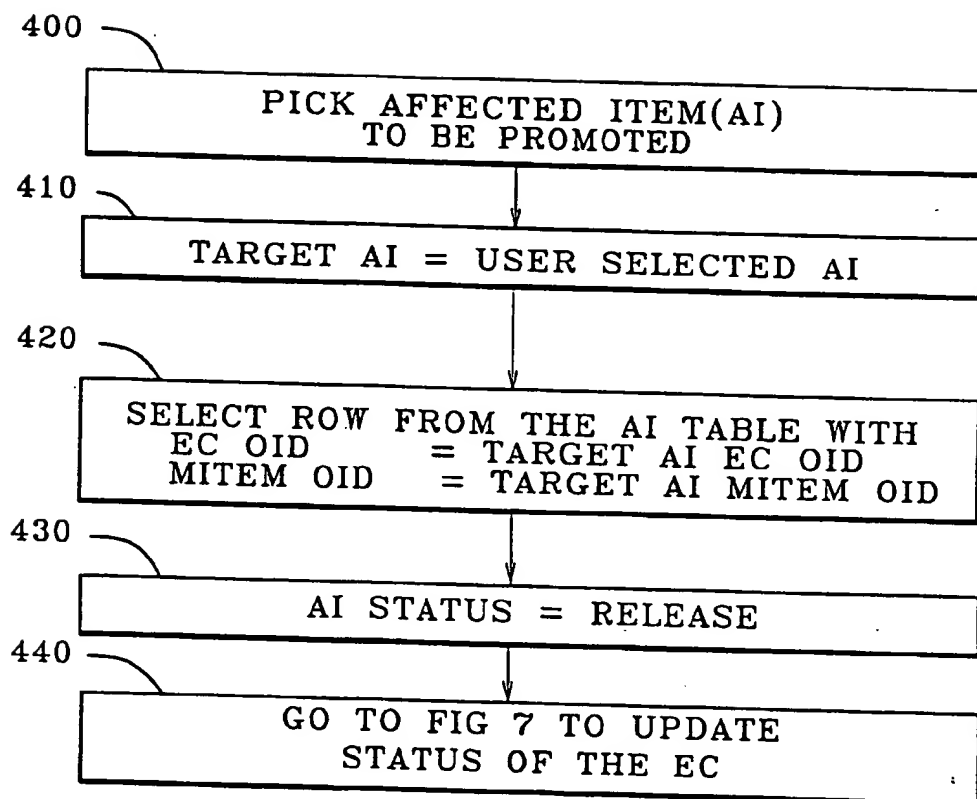 400
PICK AFFECTED ITEM(AI)
TO BE PROMOTED
410
TARGET AI = USER SELECTED AI
420
SELECT ROW FROM THE AI TABLE WITH
EC OID = TARGET AI EC OID
MITEM OID = TARGET AI MITEM OID
430
AI STATUS = RELEASE
440
GO TO FIG 7 TO UPDATE
STATUS OF THE EC